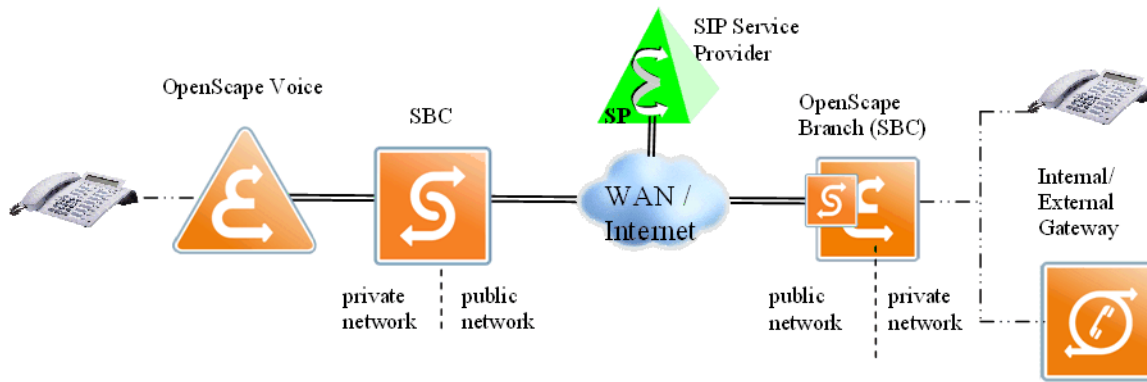 SIP Service
Provider
OpenScape Voice
SBC
SP
OpenScape
Branch (SBC)
WAN /
Internet
Internal/
External
Gateway
private
network
public
network
public
network
private
network